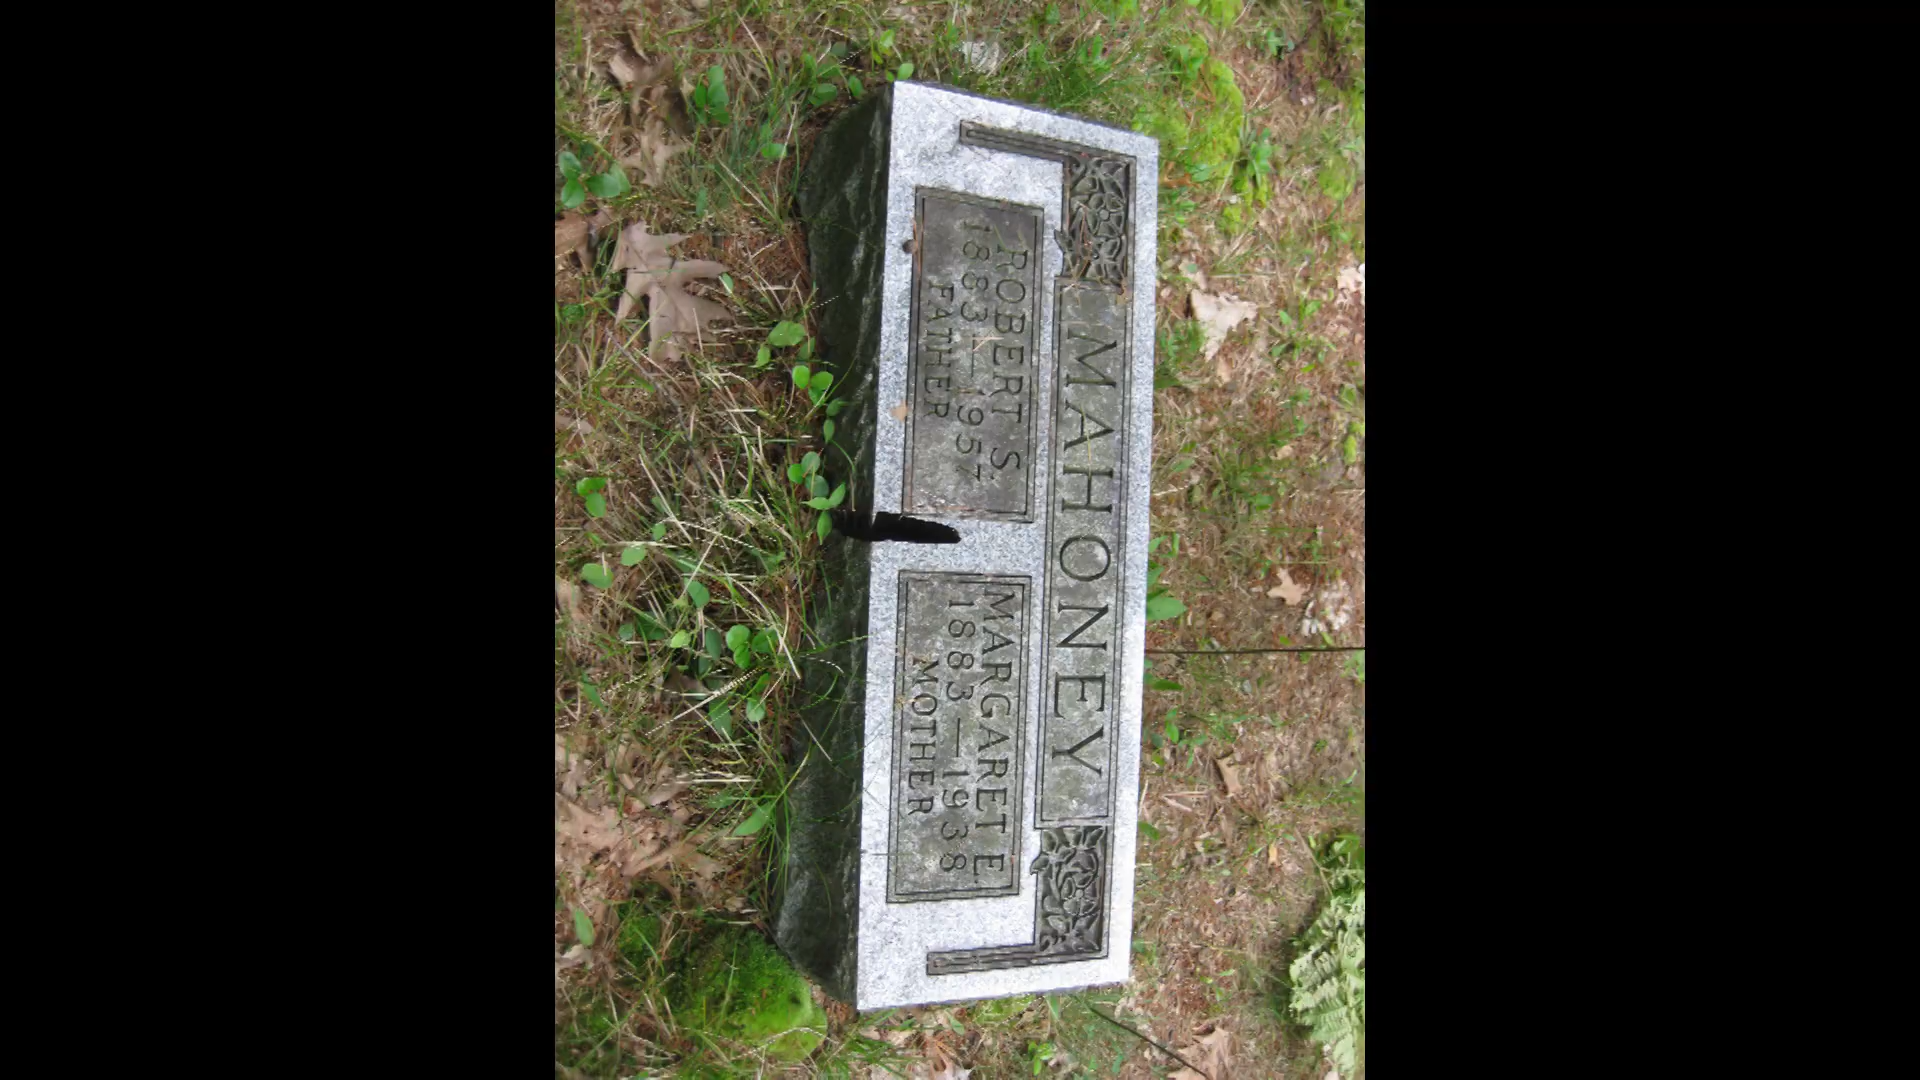 MAHONEY
ROBERT S.
1883—1957
FATHER
MARGARET E.
1883—1938
MOTHER